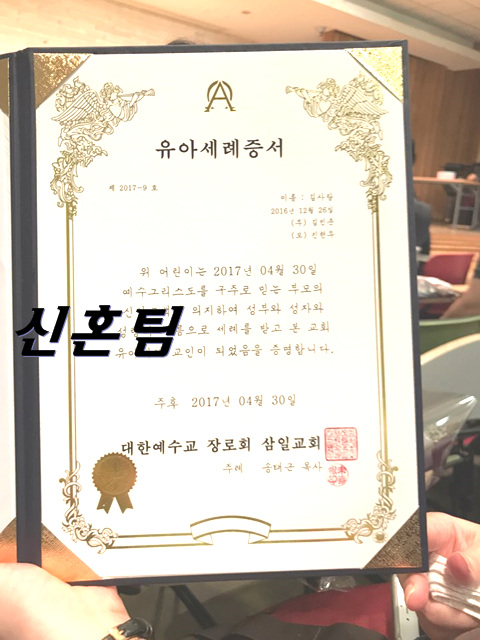 유아세례증서
제 2017-9 호
이름 : 김사랑
2016년 12월 26일
(부) 김민준
(모) 신현주
위 어린이는 2017년 04월 30일
예수그리스도를 구주로 믿는 부모의
신 의지하여 성부와 성자와
성 으로 세례를 받고 본 교회
유아 교인이 되었음을 증명합니다.
신혼팀
주후 2017년 04월 30일
대한예수교 장로회 삼일교회
주례 송태근 목사